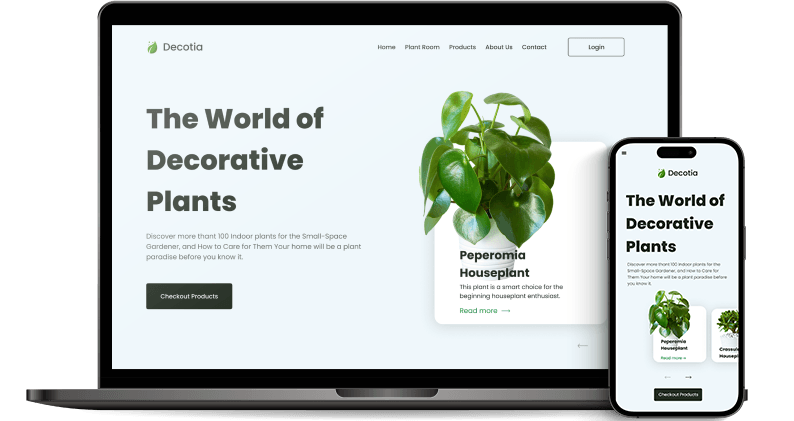 Decotia
Home Plant Room Products About Us Contact Login
The World of
Decorative
Plants
Discover more thant 100 Indoor plants for the Small-Space
Gardener, and How to Care for Them Your home will be a plant
paradise before you know it.
Checkout Products
Peperomia
Houseplant
This plant is a smart choice for the
beginning houseplant enthusiast.
Read more
Decotia
The World of
Decorative
Plants
Discover more thant 100 Indoor plants for the
Small-Space Gardener, and How to Care for
Them Your home will be a plant paradise before
you know it.
Peperomia
Houseplant
Read more
Checkout Products